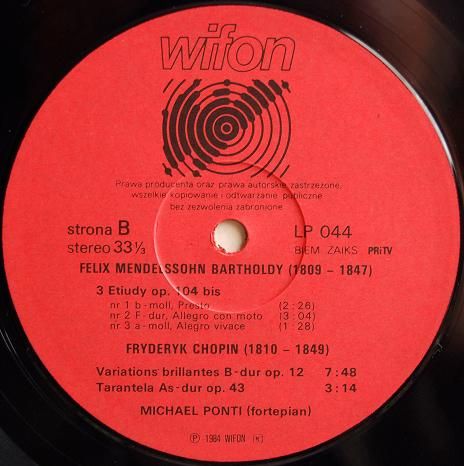 wifon
Prawa producenta oraz prawa autorskie zastrzeżone,
wszelkie kopiowanie i odtwarzanie publiczne
bez zezwolenia zabronione
strona B
LP 044
stereo 33⅓
BIEM ZAIKS PRiTV
FELIX MENDELSSOHN BARTHOLDY (1809 - 1847)
3 Etiudy op. 104 bis
nr 1 b-moll, Presto (2:26)
nr 2 F-dur, Allegro con moto (3:04)
nr 3 a-moll, Allegro vivace (1:28)
FRYDERYK CHOPIN (1810 - 1849)
Variations brillantes B-dur op. 12 7:48
Tarantela As-dur op. 43 3:14
MICHAEL PONTI (fortepian)
℗ 1984 WIFON (K)